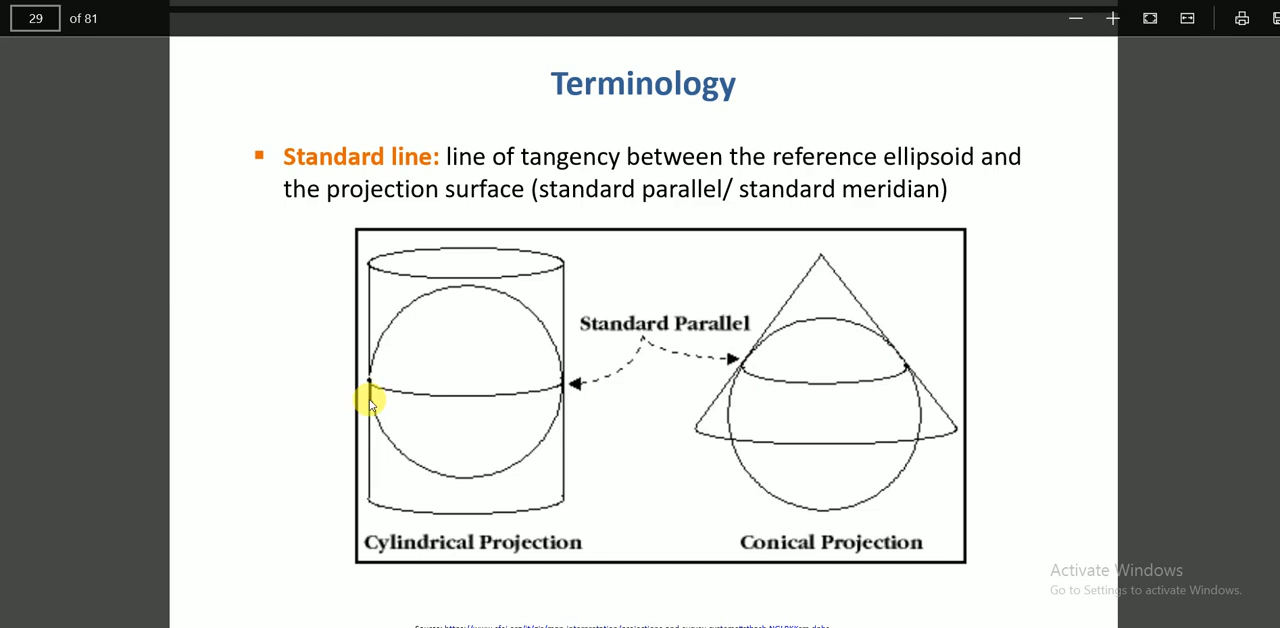 29 of 81
Terminology
Standard line: line of tangency between the reference ellipsoid and
the projection surface (standard parallel/ standard meridian)
Standard Parallel
Cylindrical Projection
Conical Projection
Activate Windows
Go to Settings to activate Windows.